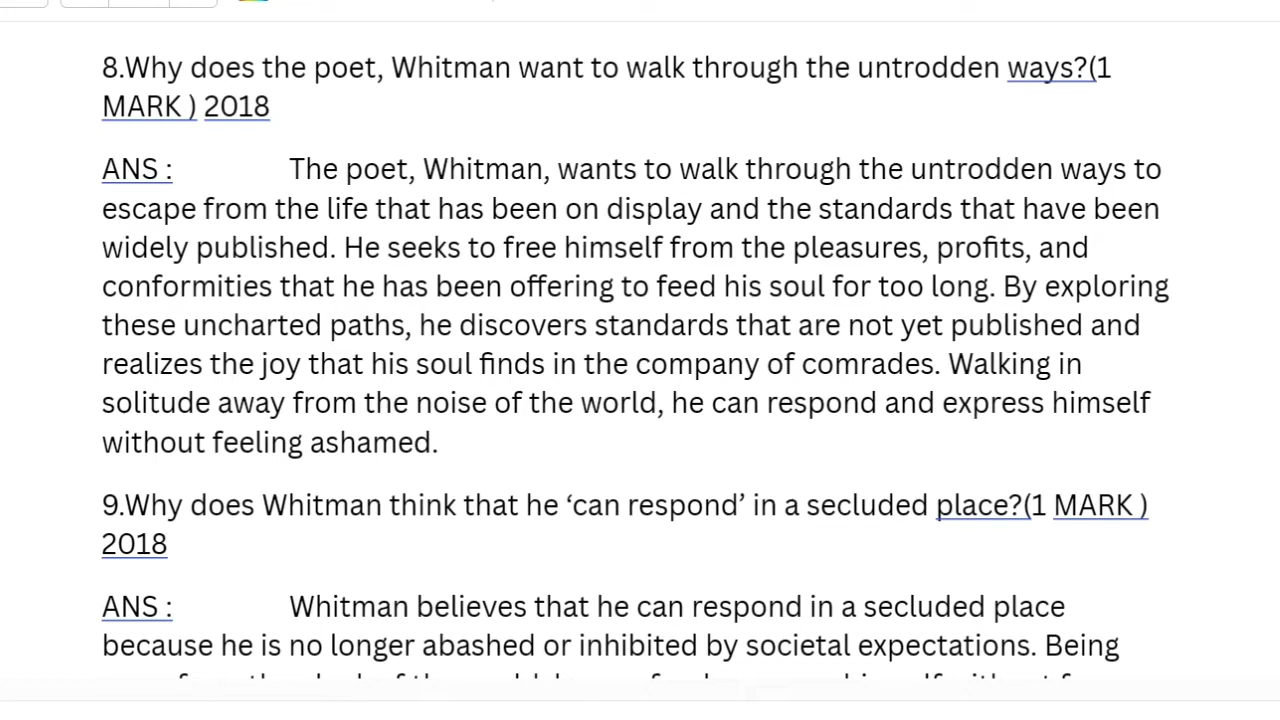 8.Why does the poet, Whitman want to walk through the untrodden ways?(1
MARK ) 2018
ANS : The poet, Whitman, wants to walk through the untrodden ways to
escape from the life that has been on display and the standards that have been
widely published. He seeks to free himself from the pleasures, profits, and
conformities that he has been offering to feed his soul for too long. By exploring
these uncharted paths, he discovers standards that are not yet published and
realizes the joy that his soul finds in the company of comrades. Walking in
solitude away from the noise of the world, he can respond and express himself
without feeling ashamed.
9.Why does Whitman think that he ‘can respond’ in a secluded place?(1 MARK )
2018
ANS : Whitman believes that he can respond in a secluded place
because he is no longer abashed or inhibited by societal expectations. Being